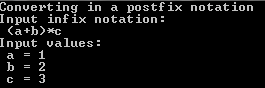 Converting in a postfix notation
Input infix notation:
(a+b)*c
Input values:
a = 1
b = 2
c = 3